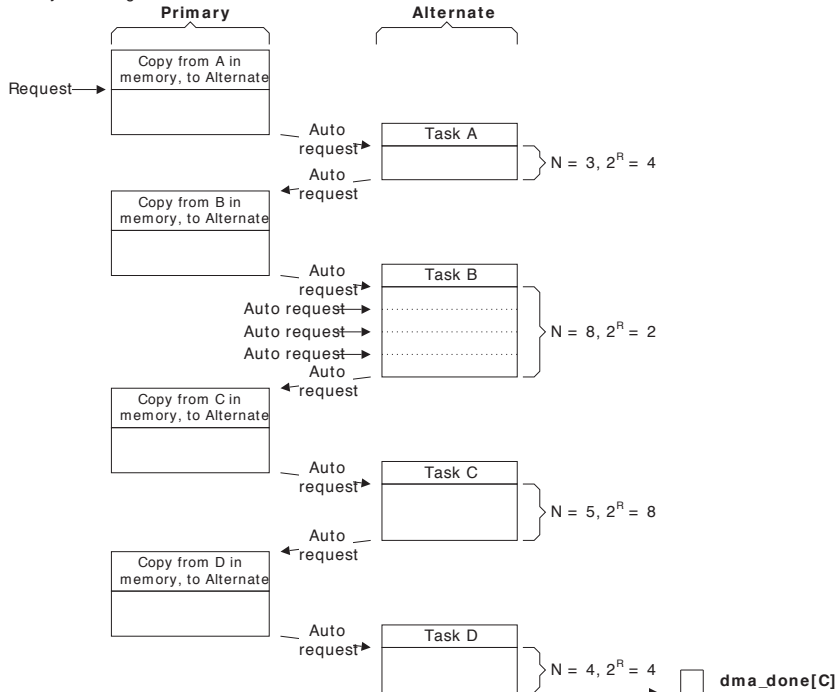 Primary
Alternate
Copy from A in
memory, to Alternate
Request
Auto
request
Task A
N = 3, 2^R = 4
Auto
request
Copy from B in
memory, to Alternate
Auto
request
Task B
Auto request
Auto request
Auto request
N = 8, 2^R = 2
Auto
request
Copy from C in
memory, to Alternate
Auto
request
Task C
N = 5, 2^R = 8
Auto
request
Copy from D in
memory, to Alternate
Auto
request
Task D
N = 4, 2^R = 4
dma_done[C]